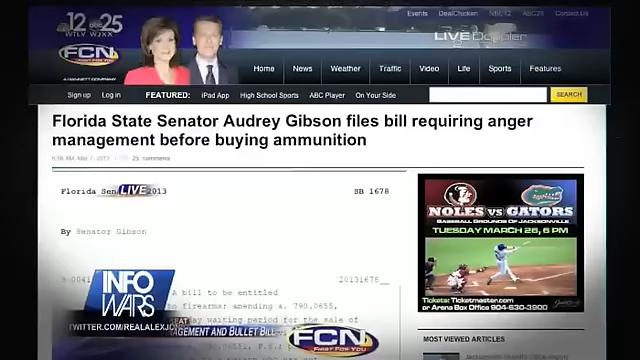 Events DealChicken NBC 12 ABC25 Contact Us
12 abc 25
WTLV WJXX
LIVE Doppler
FCN
FIRST FOR YOU
A GANNETT COMPANY
Home News Weather Traffic Video Life Sports Features
Sign up Log in FEATURED: iPad App High School Sports ABC Player On Your Side SEARCH
Florida State Senator Audrey Gibson files bill requiring anger
management before buying ammunition
2013 25 comments
Florida Sen LIVE 2013 SB 1678
By Senator Gibson
20131678__
A bill to be entitled
firearms; amending s. 790.0655,
waiting period for the sale of
INFO
WARS
TWITTER.COM/REALALEXJO
AGEMENT AND BULLET BILL
FCN
FIRST FOR YOU
NOLES VS GATORS
BASEBALL GROUNDS OF JACKSONVILLE
TUESDAY MARCH 26, 6 PM
Tickets: Ticketmaster.com
or Arena Box Office 904-630-3900
MOST VIEWED ARTICLES